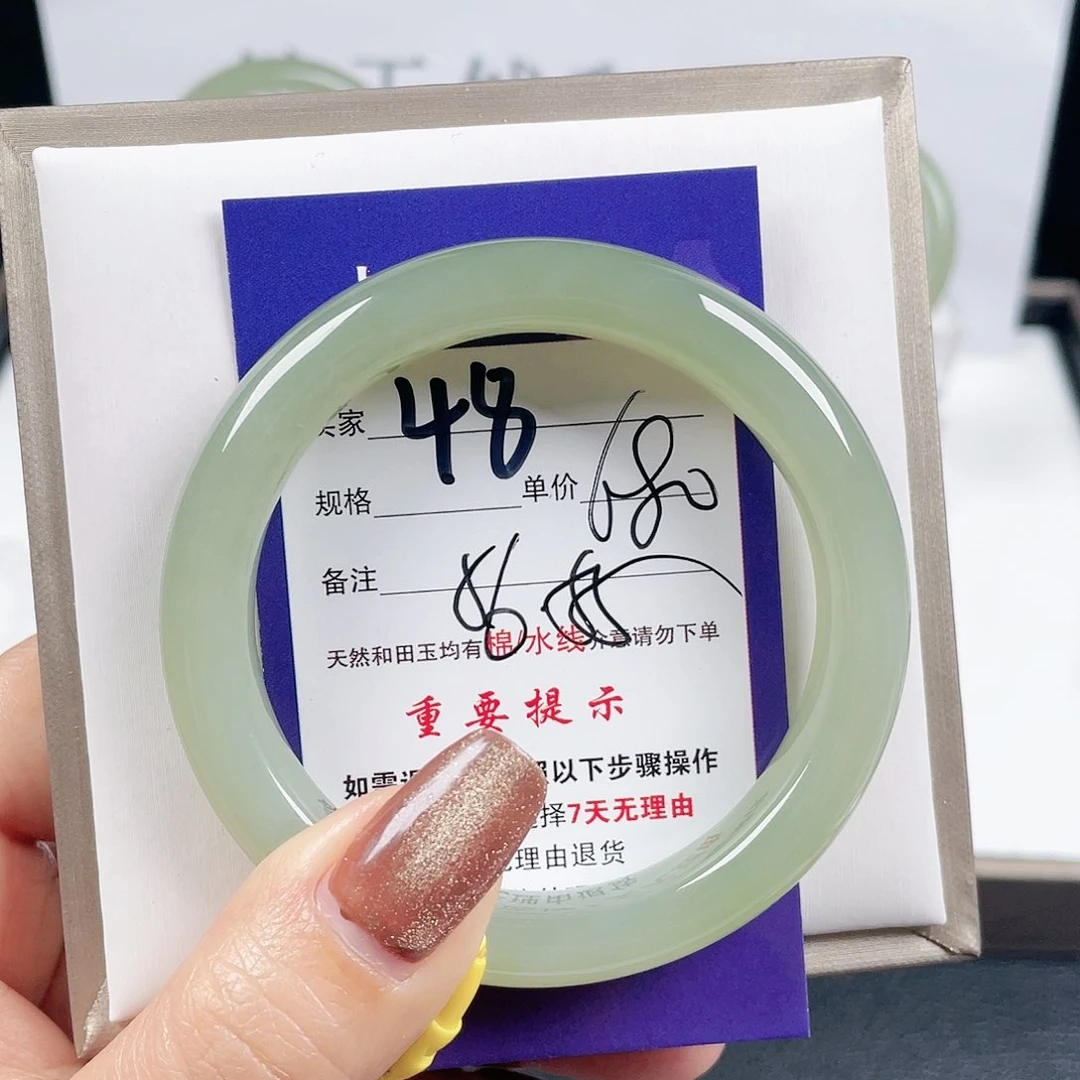 家 48
规格 单价 680
备注
天然和田玉均有棉/水线介意请勿下单
重要提示
如需 以下步骤操作
择7天无理由
理由退货